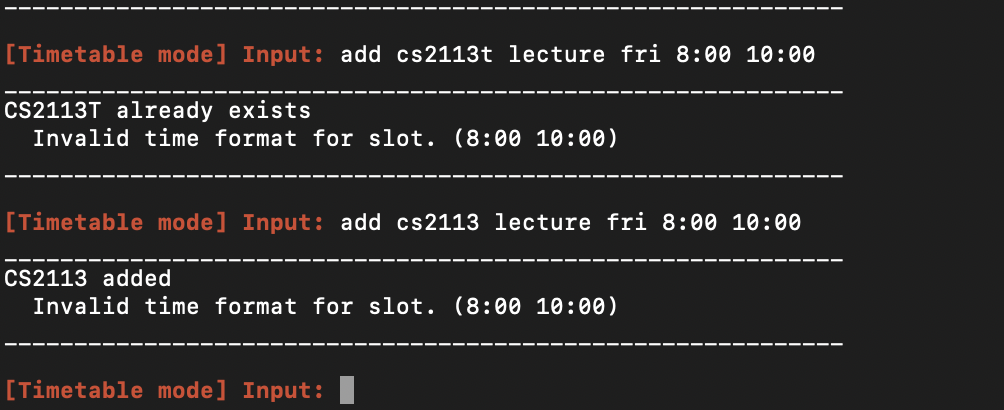 ____________________________________________________________
[Timetable mode] Input: add cs2113t lecture fri 8:00 10:00
____________________________________________________________
CS2113T already exists
  Invalid time format for slot. (8:00 10:00)
____________________________________________________________
[Timetable mode] Input: add cs2113 lecture fri 8:00 10:00
____________________________________________________________
CS2113 added
  Invalid time format for slot. (8:00 10:00)
____________________________________________________________
[Timetable mode] Input: